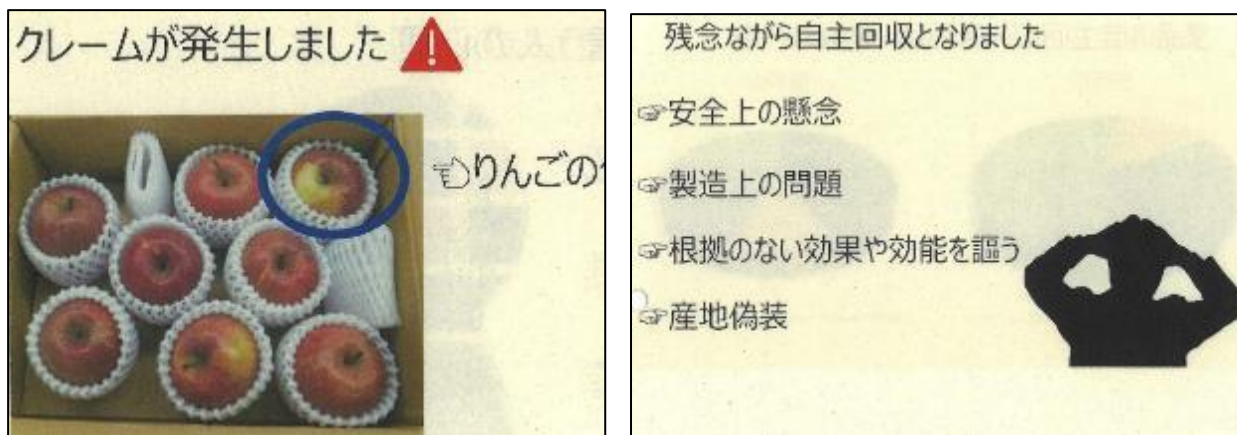 クレームが発生しました
☜りんごの
残念ながら自主回収となりました
☞安全上の懸念
☞製造上の問題
☞根拠のない効果や効能を謳う
☞産地偽装